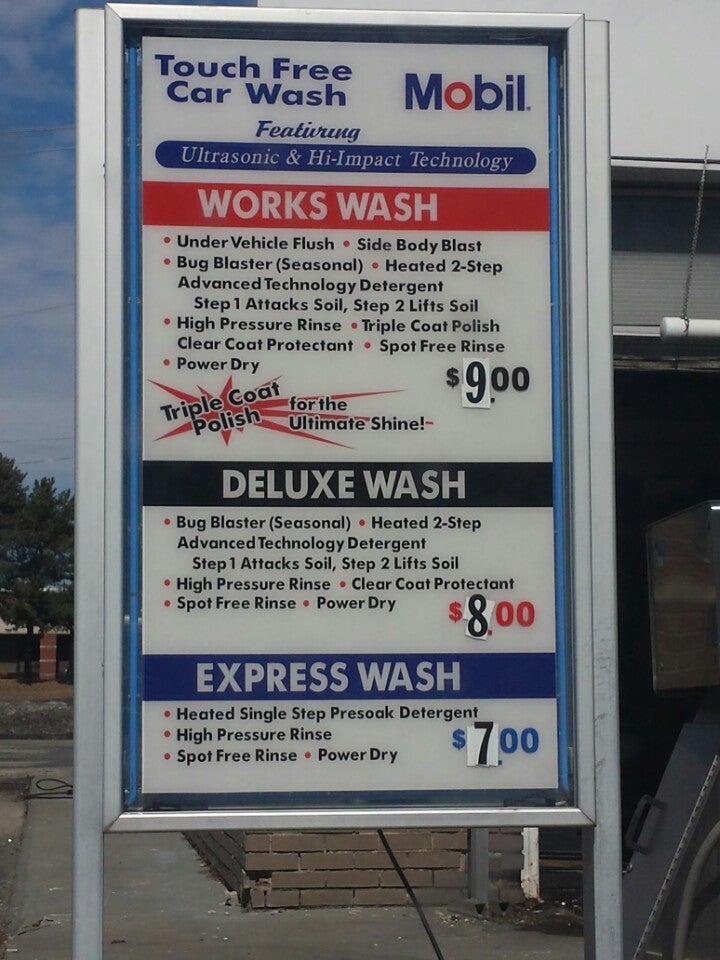 Touch Free
Car Wash
Mobil
Featuring
Ultrasonic & Hi-Impact Technology
WORKS WASH
• Under Vehicle Flush • Side Body Blast
• Bug Blaster (Seasonal) • Heated 2-Step
Advanced Technology Detergent
Step 1 Attacks Soil, Step 2 Lifts Soil
• High Pressure Rinse • Triple Coat Polish
Clear Coat Protectant • Spot Free Rinse
• Power Dry
$9.00
Triple Coat
Polish
for the
Ultimate Shine!
DELUXE WASH
• Bug Blaster (Seasonal) • Heated 2-Step
Advanced Technology Detergent
Step 1 Attacks Soil, Step 2 Lifts Soil
• High Pressure Rinse • Clear Coat Protectant
• Spot Free Rinse • Power Dry
$8.00
EXPRESS WASH
• Heated Single Step Presoak Detergent
• High Pressure Rinse
• Spot Free Rinse • Power Dry
$7.00